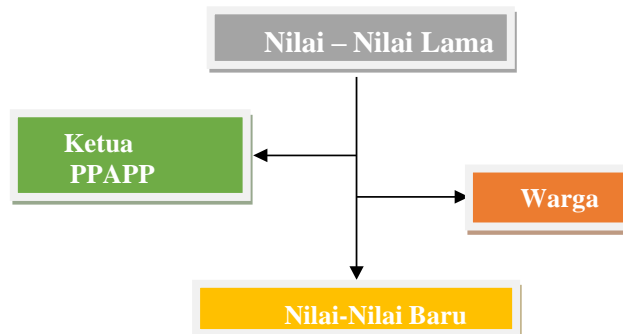 Nilai – Nilai Lama
Ketua
PPAPP
Warga
Nilai-Nilai Baru